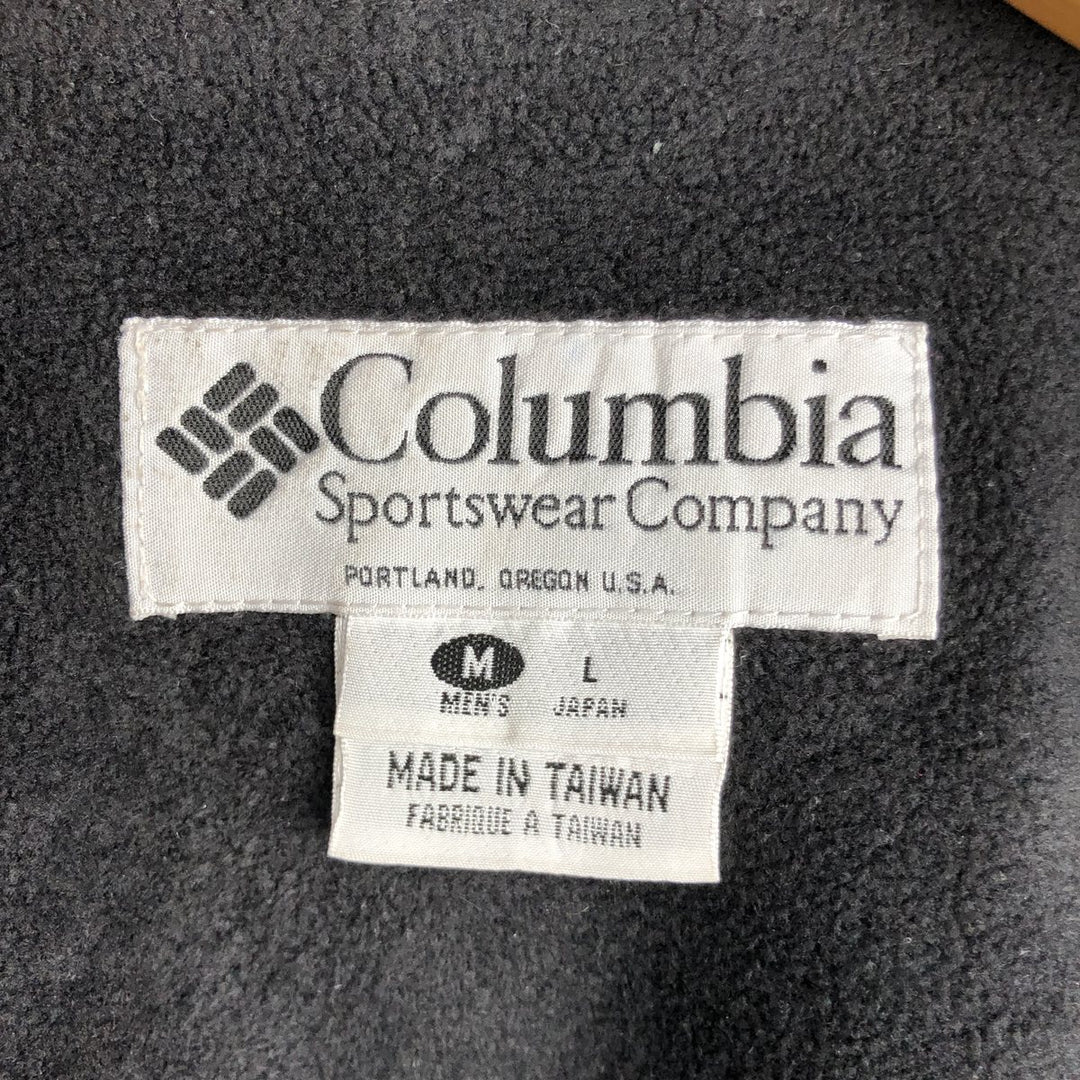 Columbia
Sportswear Company
PORTLAND, OREGON U.S.A.
M L
MEN'S JAPAN
MADE IN TAIWAN
FABRIQUE A TAIWAN